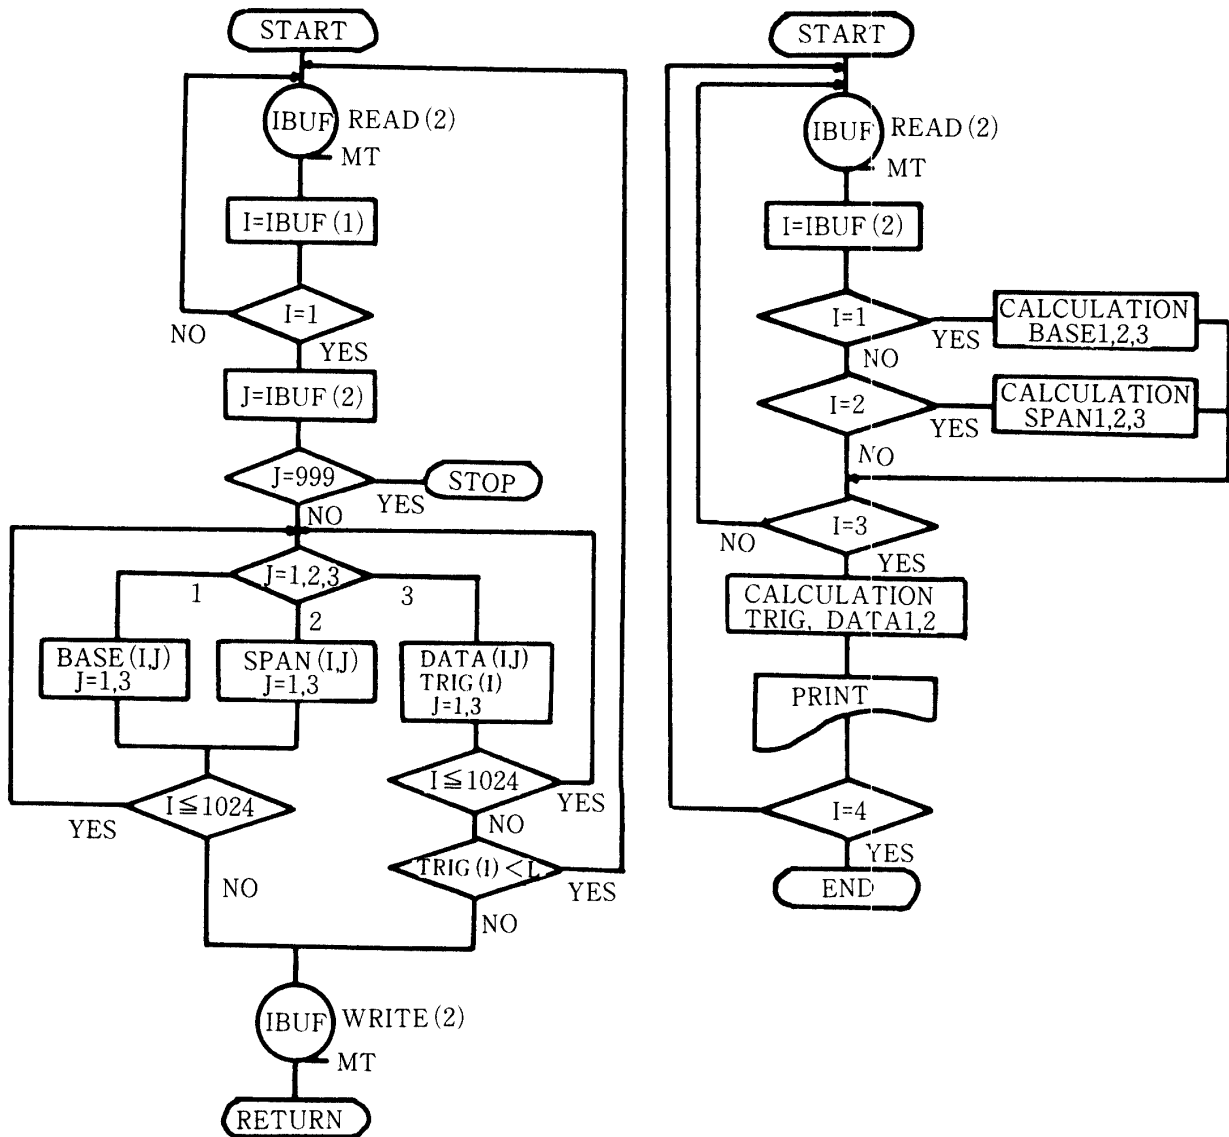 START
IBUF READ(2)
MT
I=IBUF(1)
I=1
NO
YES
J=IBUF(2)
J=999
YES
STOP
NO
J=1,2,3
1
2
3
BASE(I,J)
J=1,3
SPAN(I,J)
J=1,3
DATA(I,J)
TRIG(I)
J=1,3
I≦1024
YES
NO
I≦1024
YES
NO
TRIG(I)<L
YES
NO
IBUF WRITE(2)
MT
RETURN
START
IBUF READ(2)
MT
I=IBUF(2)
I=1
YES
NO
CALCULATION
BASE1,2,3
I=2
YES
NO
CALCULATION
SPAN1,2,3
I=3
NO
YES
CALCULATION
TRIG, DATA1,2
PRINT
I=4
YES
END